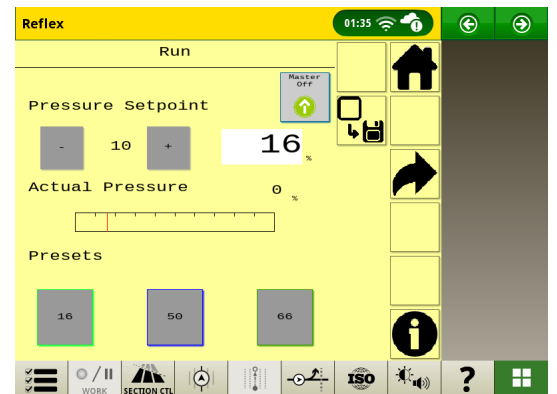 Reflex
01:35
Run
Master
Off
Pressure Setpoint
- 10 + 16 %
Actual Pressure 0 %
Presets
16 50 66
WORK
SECTION CTL
ISO
?